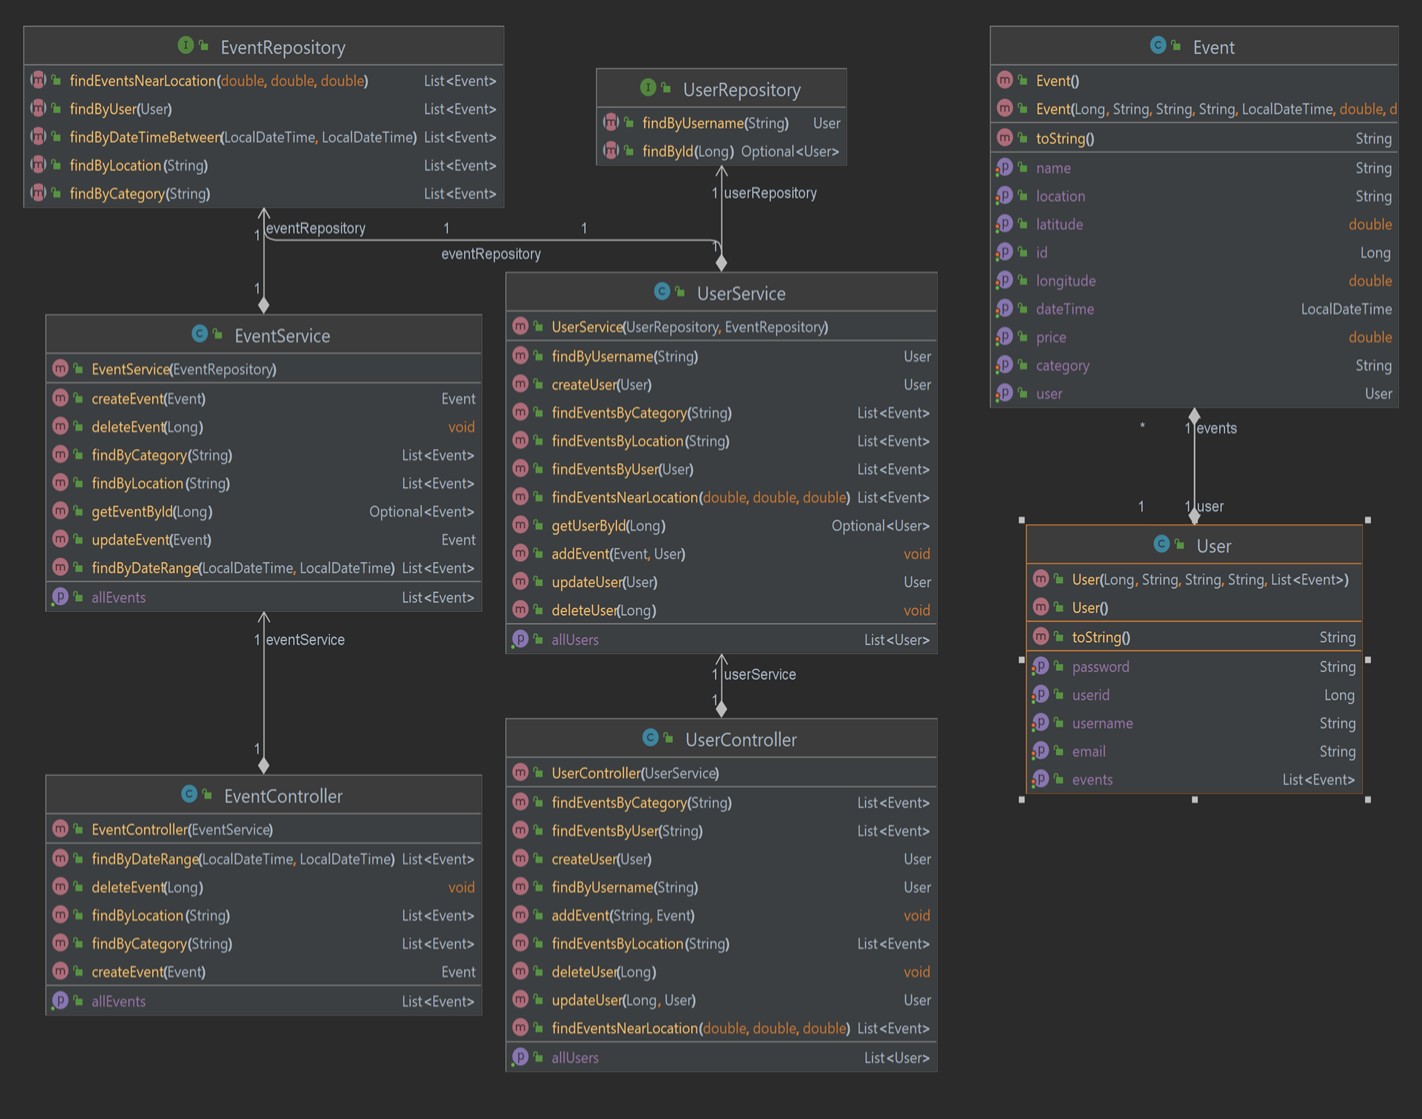 EventRepository
findEventsNearLocation(double, double, double) List<Event>
findByUser(User) List<Event>
findByDateTimeBetween(LocalDateTime, LocalDateTime) List<Event>
findByLocation(String) List<Event>
findByCategory(String) List<Event>
UserRepository
findByUsername(String) User
findById(Long) Optional<User>
Event
Event()
Event(Long, String, String, String, LocalDateTime, double, d
toString() String
name String
location String
latitude double
id Long
longitude double
dateTime LocalDateTime
price double
category String
user User
1 userRepository
1 eventRepository 1 1
eventRepository
1
1
EventService
EventService(EventRepository)
createEvent(Event) Event
deleteEvent(Long) void
findByCategory(String) List<Event>
findByLocation(String) List<Event>
getEventById(Long) Optional<Event>
updateEvent(Event) Event
findByDateRange(LocalDateTime, LocalDateTime) List<Event>
allEvents List<Event>
UserService
UserService(UserRepository, EventRepository)
findByUsername(String) User
createUser(User) User
findEventsByCategory(String) List<Event>
findEventsByLocation(String) List<Event>
findEventsByUser(User) List<Event>
findEventsNearLocation(double, double, double) List<Event>
getUserById(Long) Optional<User>
addEvent(Event, User) void
updateUser(User) User
deleteUser(Long) void
allUsers List<User>
* 1 events
1 1 user
User
User(Long, String, String, String, List<Event>)
User()
toString() String
password String
userid Long
username String
email String
events List<Event>
1 eventService
1
1 userService
1
EventController
EventController(EventService)
findByDateRange(LocalDateTime, LocalDateTime) List<Event>
deleteEvent(Long) void
findByLocation(String) List<Event>
findByCategory(String) List<Event>
createEvent(Event) Event
allEvents List<Event>
UserController
UserController(UserService)
findEventsByCategory(String) List<Event>
findEventsByUser(String) List<Event>
createUser(User) User
findByUsername(String) User
addEvent(String, Event) void
findEventsByLocation(String) List<Event>
deleteUser(Long) void
updateUser(Long, User) User
findEventsNearLocation(double, double, double) List<Event>
allUsers List<User>